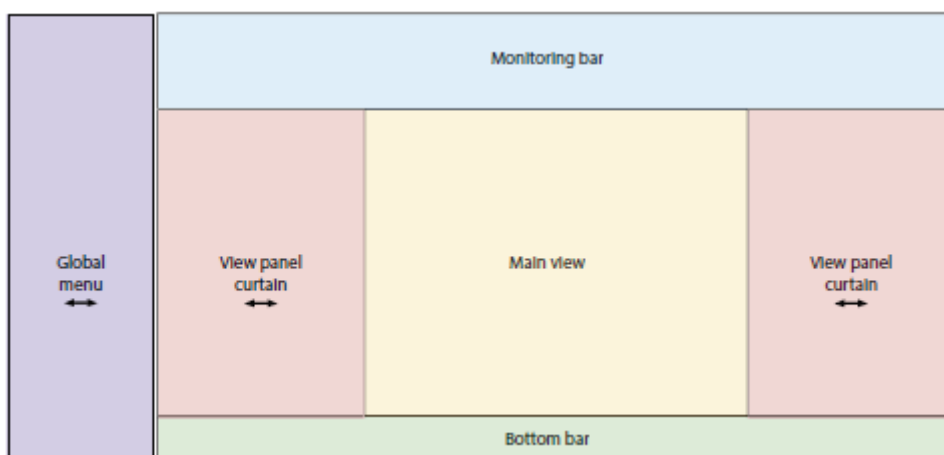 Monitoring bar
Global
menu
View panel
curtain
Main view
View panel
curtain
Bottom bar